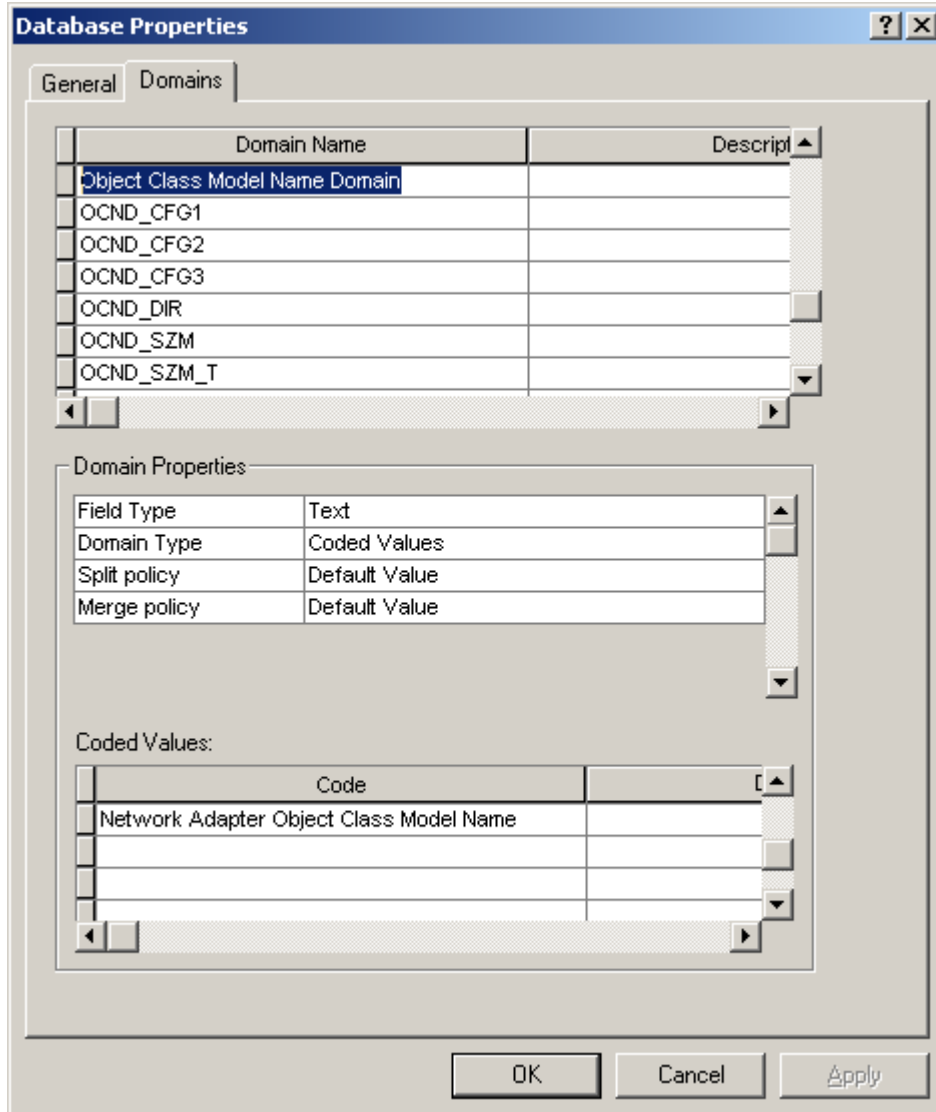 Database Properties
General Domains
Domain Name Descript
Object Class Model Name Domain
OCND_CFG1
OCND_CFG2
OCND_CFG3
OCND_DIR
OCND_SZM
OCND_SZM_T
Domain Properties
Field Type Text
Domain Type Coded Values
Split policy Default Value
Merge policy Default Value
Coded Values:
Code D
Network Adapter Object Class Model Name
OK Cancel Apply